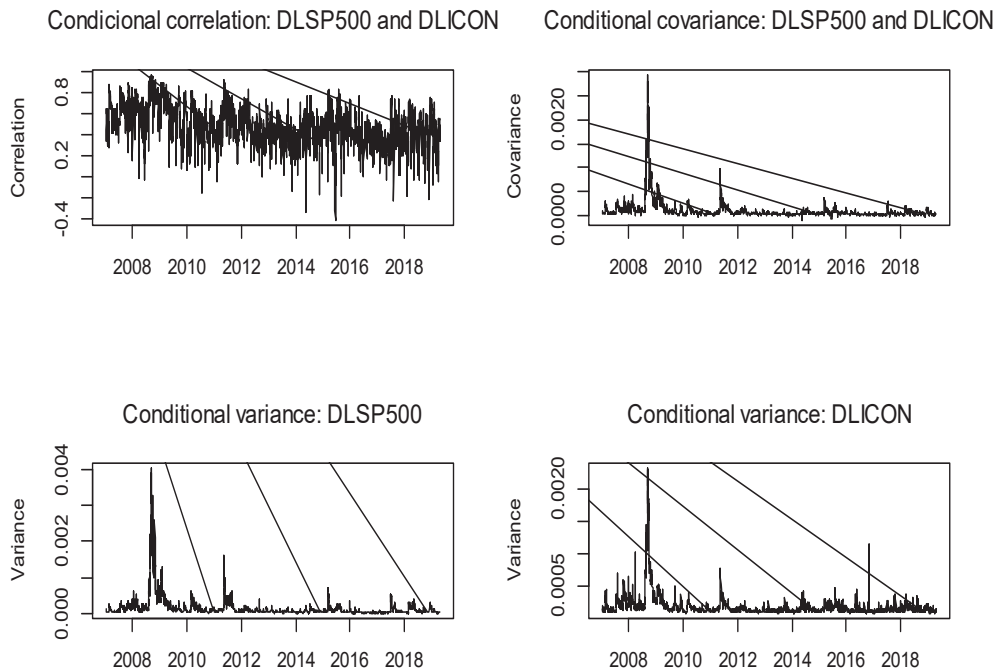 Condicional correlation: DLSP500 and DLICON
Correlation
0.8
0.2
-0.4
2008 2010 2012 2014 2016 2018
Conditional covariance: DLSP500 and DLICON
Covariance
0.0020
0.0000
2008 2010 2012 2014 2016 2018
Conditional variance: DLSP500
Variance
0.004
0.002
0.000
2008 2010 2012 2014 2016 2018
Conditional variance: DLICON
Variance
0.0020
0.0005
2008 2010 2012 2014 2016 2018